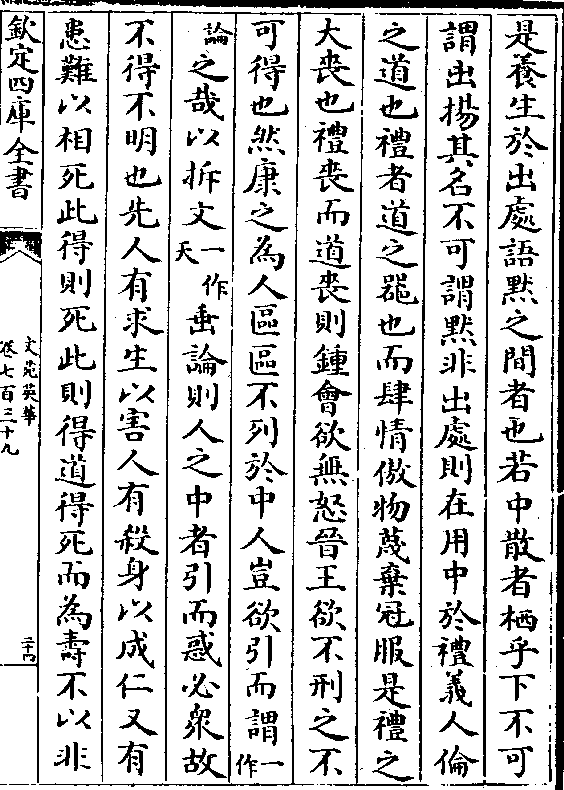 是養生於出處語黙之間者也若中散者栖乎下不可
謂出揚其名不可謂黙非出處則在用中於禮義人倫
之道也禮者道之器也而肆情傲物蔑棄冠服是禮之
大喪也禮喪而道喪則鍾會欲無怒晉王欲不刑之不
可得也然康之為人區區不列於中人豈欲引而謂一作
論之哉以拆文一作天垂論則人之中者引而惑必衆故
不得不明也先人有求生以害人有殺身以成仁又有
患難以相死此得則死此則得道得死而為壽不以非
欽定四庫全書
文苑英華
卷七百三十九
二十四